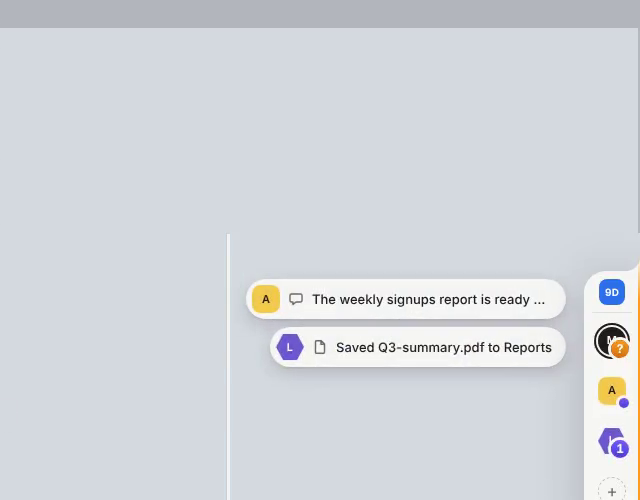 9D
A The weekly signups report is ready ...
?
L Saved Q3-summary.pdf to Reports
A
1
+